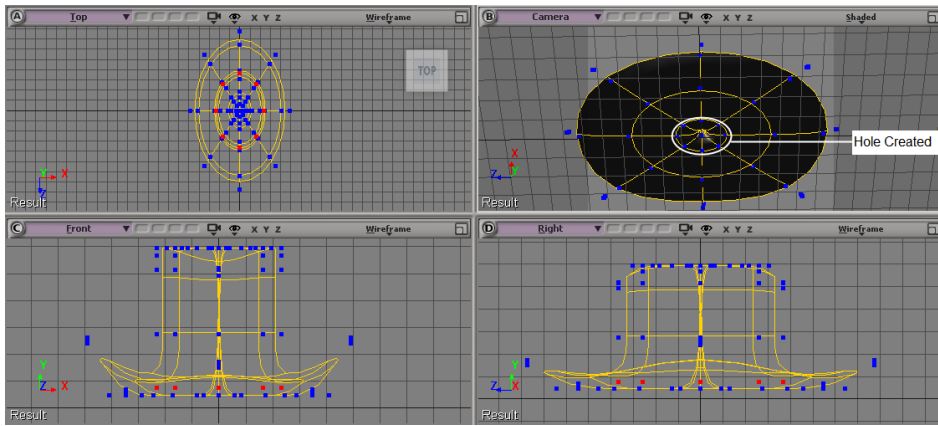 A Top X Y Z Wireframe
TOP
Y X
Z
Result
B Camera X Y Z Shaded
Hole Created
X
Z Y
Result
C Front X Y Z Wireframe
Y
Z X
Result
D Right X Y Z Wireframe
Y
Z X
Result